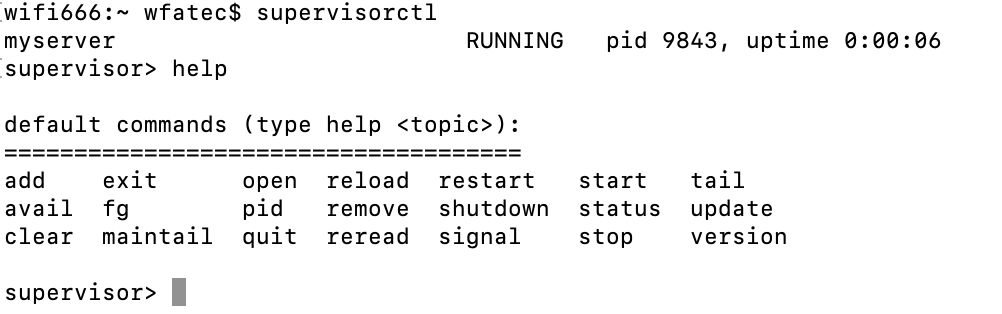 wifi666:~ wfatec$ supervisorctl
myserver                         RUNNING   pid 9843, uptime 0:00:06
supervisor> help

default commands (type help <topic>):
=====================================
add    exit      open  reload  restart   start   tail
avail  fg        pid   remove  shutdown  status  update
clear  maintail  quit  reread  signal    stop    version

supervisor>